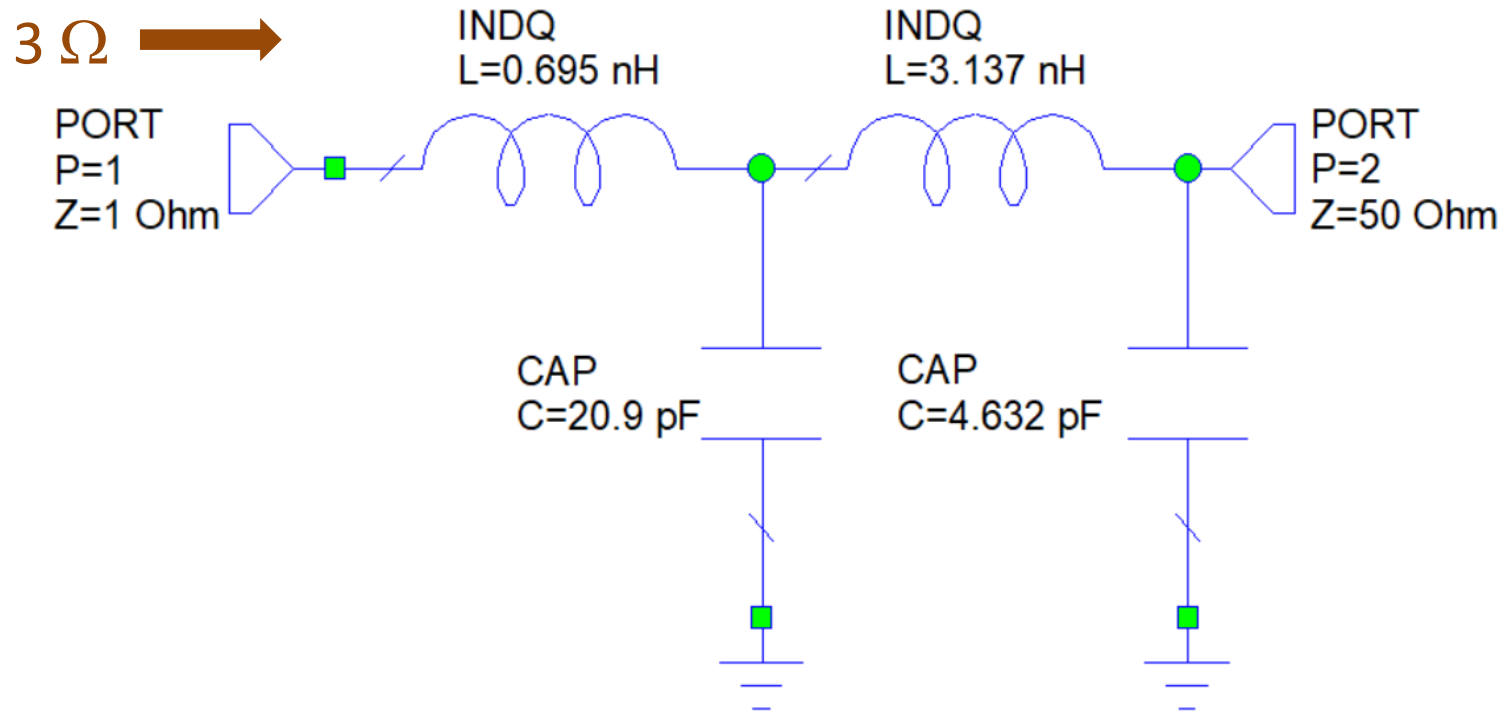 3 Ω
INDQ
L=0.695 nH
INDQ
L=3.137 nH
PORT
P=1
Z=1 Ohm
PORT
P=2
Z=50 Ohm
CAP
C=20.9 pF
CAP
C=4.632 pF